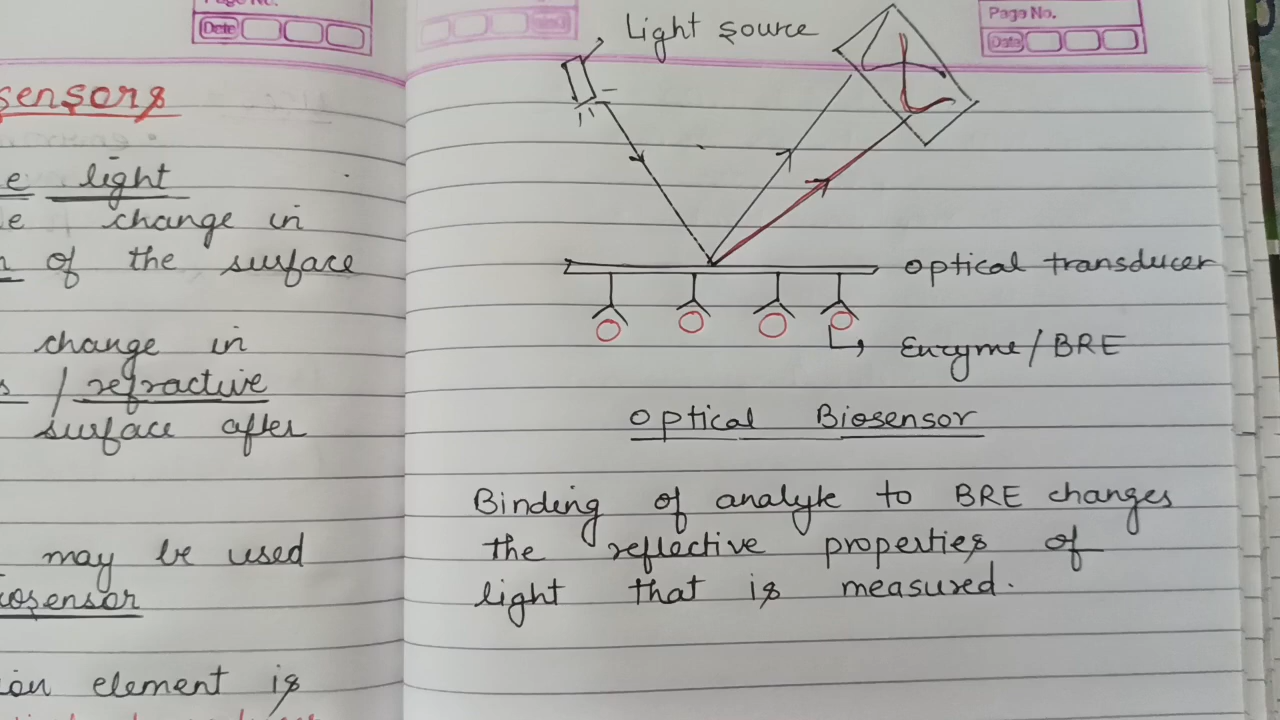 Page No.
Date
sensors
light
change in
of the surface
change in
/ refractive
surface after
may be used
element is
Page No.
Date
Light source
optical transducer
Enzyme/BRE
Optical Biosensor
Binding of analyte to BRE changes
the reflective properties of
light that is measured.